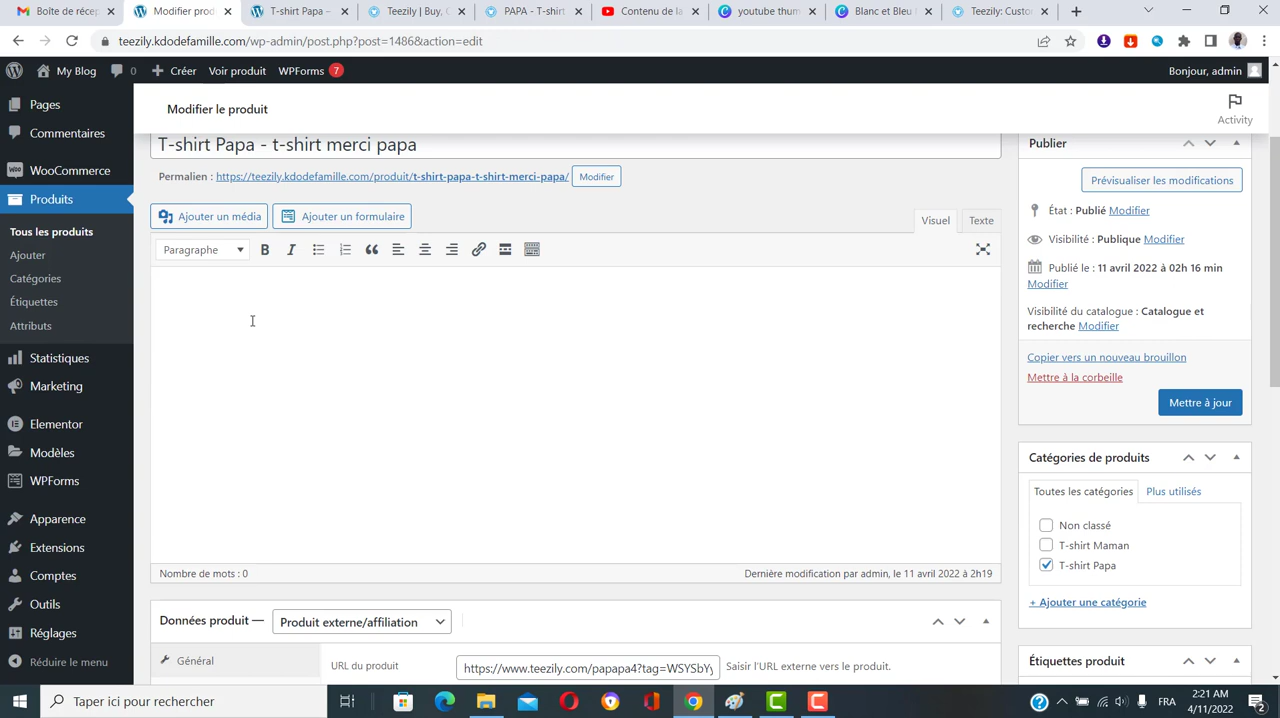 Boîte de récep
Modifier prod
T-shirt Papa –
Teezily | Buy, C
PAPA - T-shirt
Contenu de la
youtube thum
Blanc et Bleu
Teezily: Custo
teezily.kdodefamille.com/wp-admin/post.php?post=1486&action=edit
My Blog
0
Créer
Voir produit
WPForms
7
Bonjour, admin
Pages
Commentaires
WooCommerce
Produits
Tous les produits
Ajouter
Catégories
Étiquettes
Attributs
Statistiques
Marketing
Elementor
Modèles
WPForms
Apparence
Extensions
Comptes
Outils
Réglages
Réduire le menu
Modifier le produit
Activity
T-shirt Papa - t-shirt merci papa
Permalien : https://teezily.kdodefamille.com/produit/t-shirt-papa-t-shirt-merci-papa/ Modifier
Ajouter un média
Ajouter un formulaire
Visuel
Texte
Paragraphe
Nombre de mots : 0
Dernière modification par admin, le 11 avril 2022 à 2h19
Données produit —
Produit externe/affiliation
Général
URL du produit
https://www.teezily.com/papapa4?tag=WSYSbYy
Saisir l'URL externe vers le produit.
Publier
Prévisualiser les modifications
État : Publié Modifier
Visibilité : Publique Modifier
Publié le : 11 avril 2022 à 02h 16 min
Modifier
Visibilité du catalogue : Catalogue et
recherche Modifier
Copier vers un nouveau brouillon
Mettre à la corbeille
Mettre à jour
Catégories de produits
Toutes les catégories
Plus utilisés
Non classé
T-shirt Maman
T-shirt Papa
+ Ajouter une catégorie
Étiquettes produit
Taper ici pour rechercher
FRA
2:21 AM
4/11/2022
2